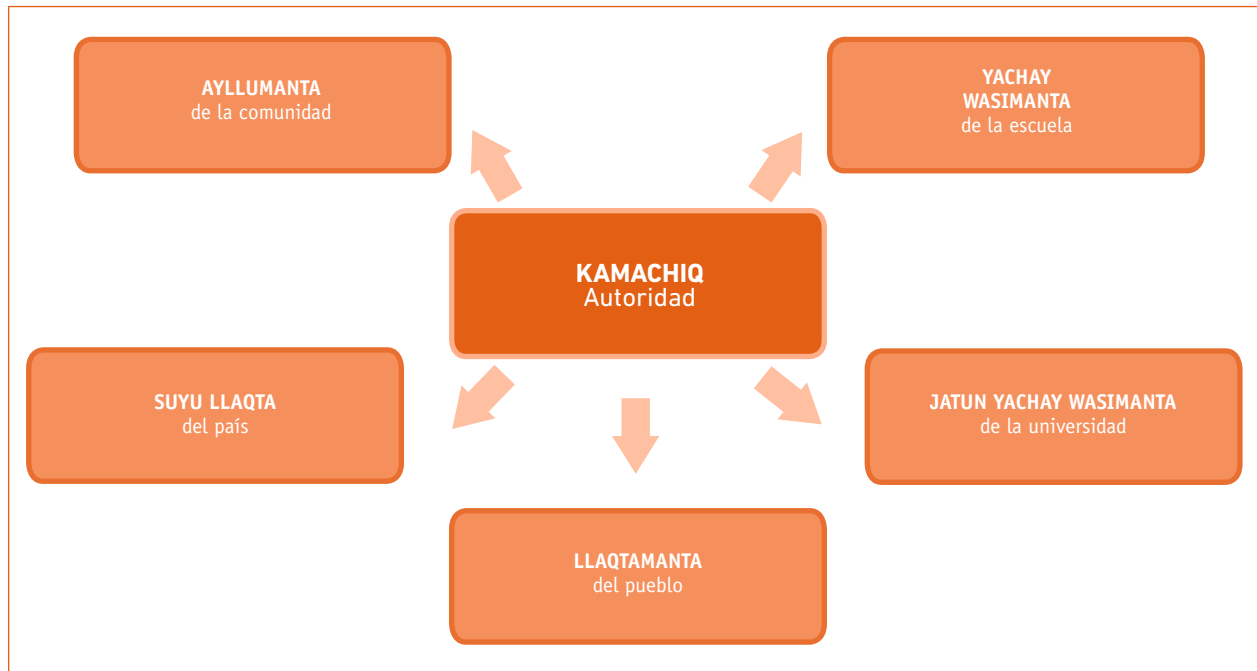 AYLLUMANTA
de la comunidad
YACHAY
WASIMANTA
de la escuela
KAMACHIQ
Autoridad
SUYU LLAQTA
del país
JATUN YACHAY WASIMANTA
de la universidad
LLAQTAMANTA
del pueblo